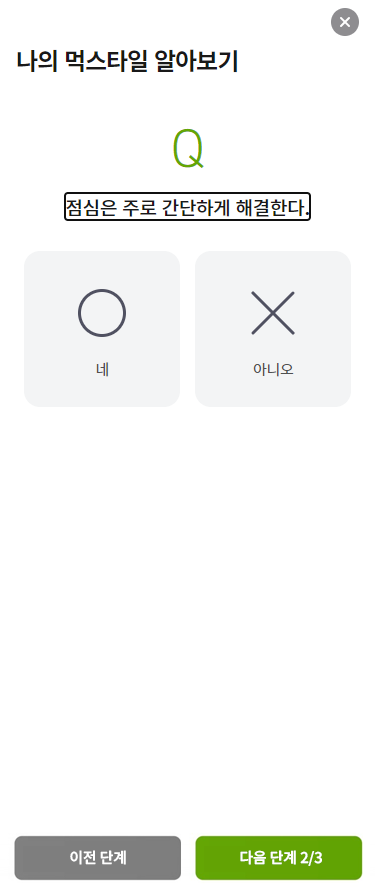 나의 먹스타일 알아보기
Q
점심은 주로 간단하게 해결한다.
네
아니오
이전 단계
다음 단계 2/3